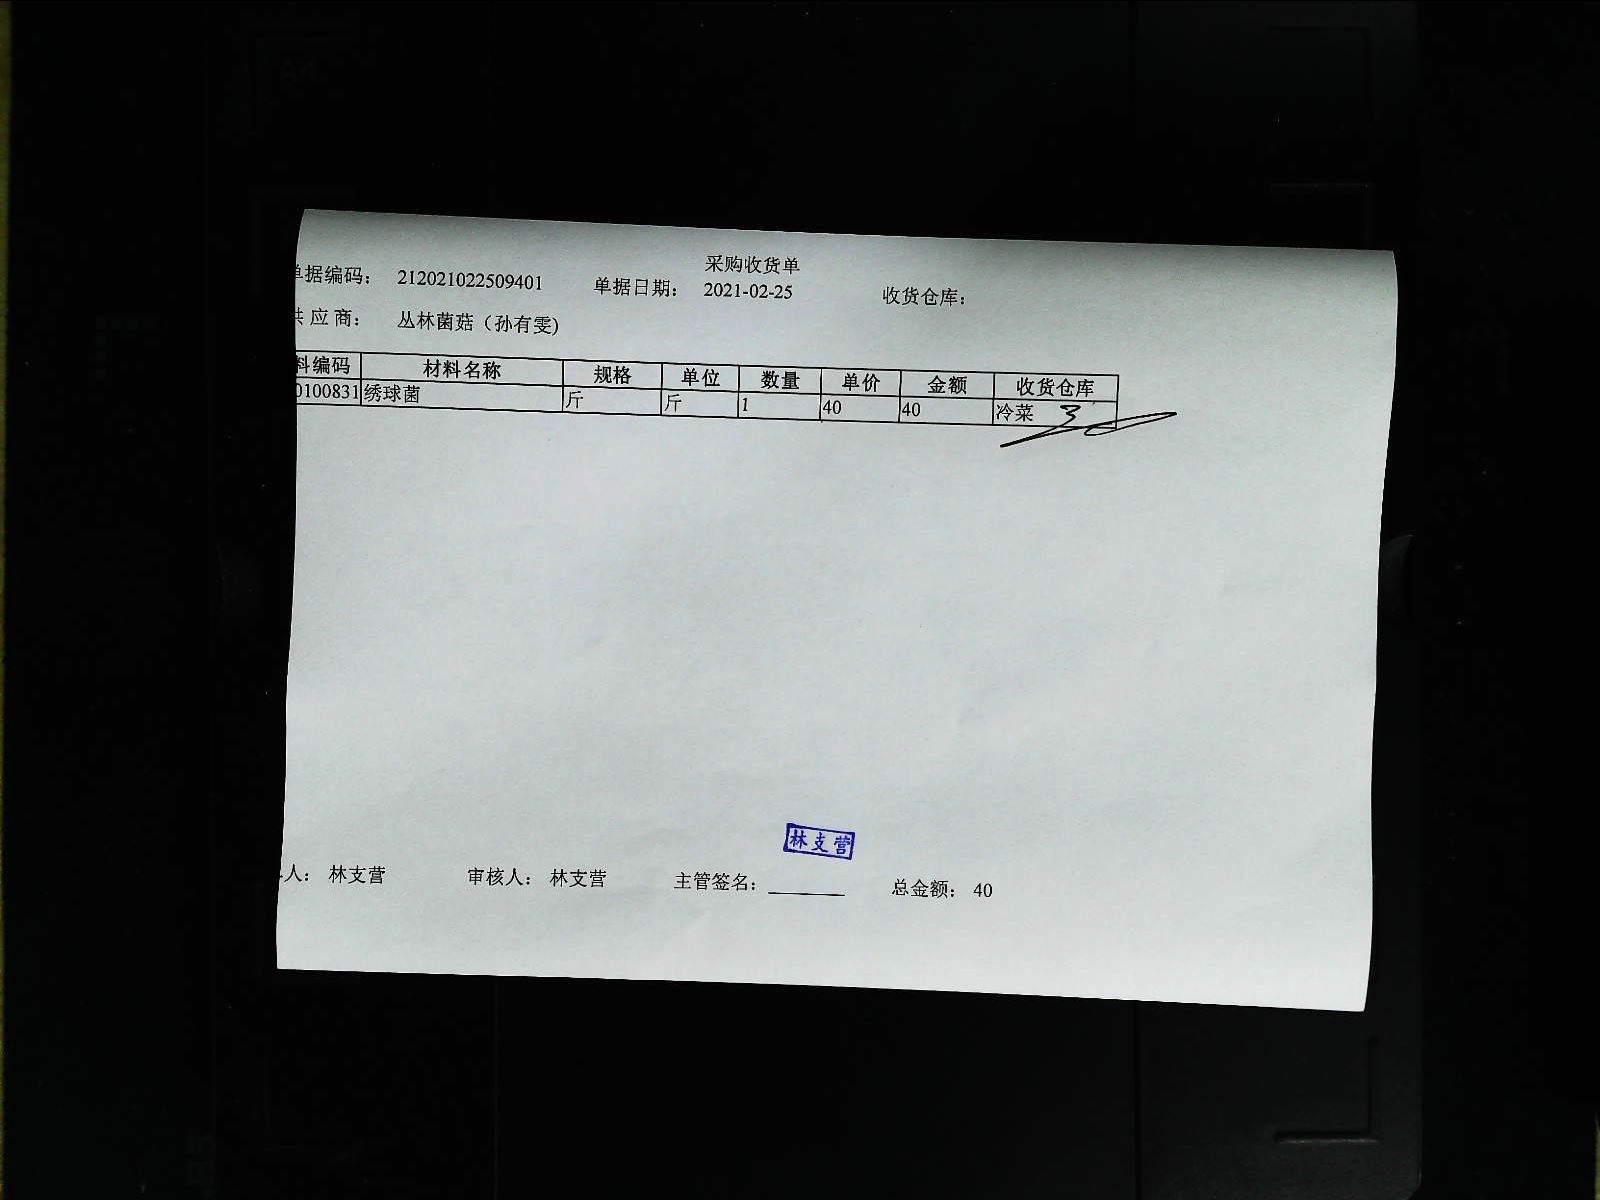 采购收货单
单据编码： 212021022509401 单据日期： 2021-02-25 收货仓库：
供应商： 丛林菌菇（孙有雯)
料编码 材料名称 规格 单位 数量 单价 金额 收货仓库
0100831 绣球菌 斤 斤 1 40 40 冷菜
林支营
人： 林支营 审核人： 林支营 主管签名：________ 总金额： 40